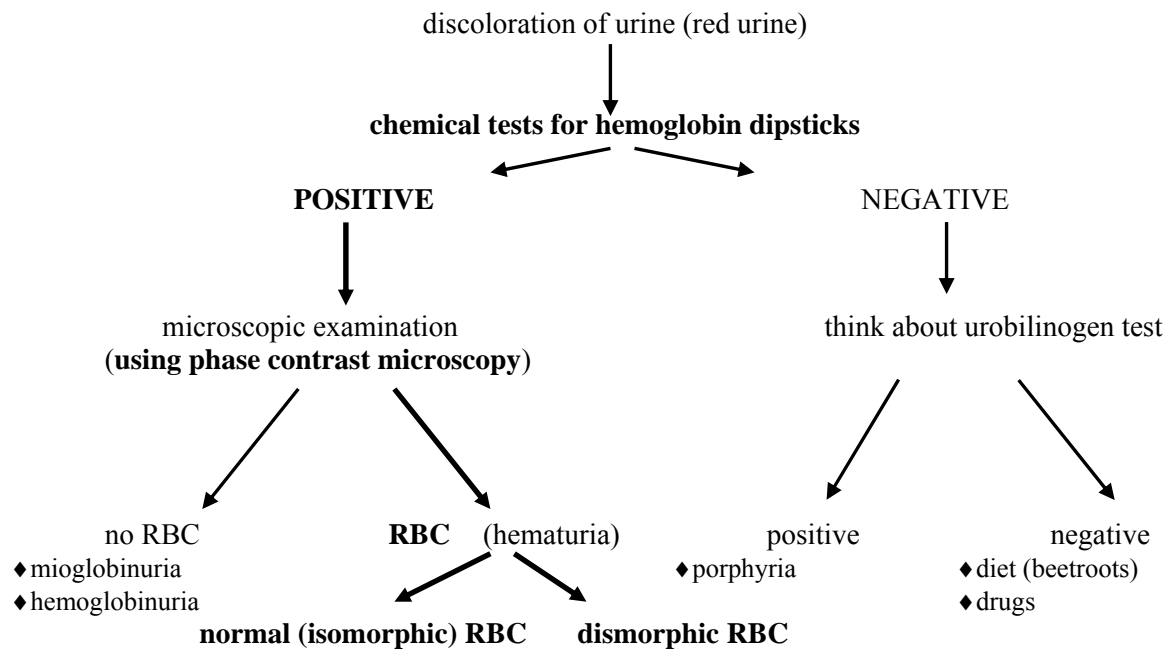 discoloration of urine (red urine)
chemical tests for hemoglobin dipsticks
POSITIVE
NEGATIVE
microscopic examination
(using phase contrast microscopy)
think about urobilinogen test
no RBC
♦mioglobinuria
♦hemoglobinuria
RBC (hematuria)
normal (isomorphic) RBC
dismorphic RBC
positive
♦porphyria
negative
♦diet (beetroots)
♦drugs